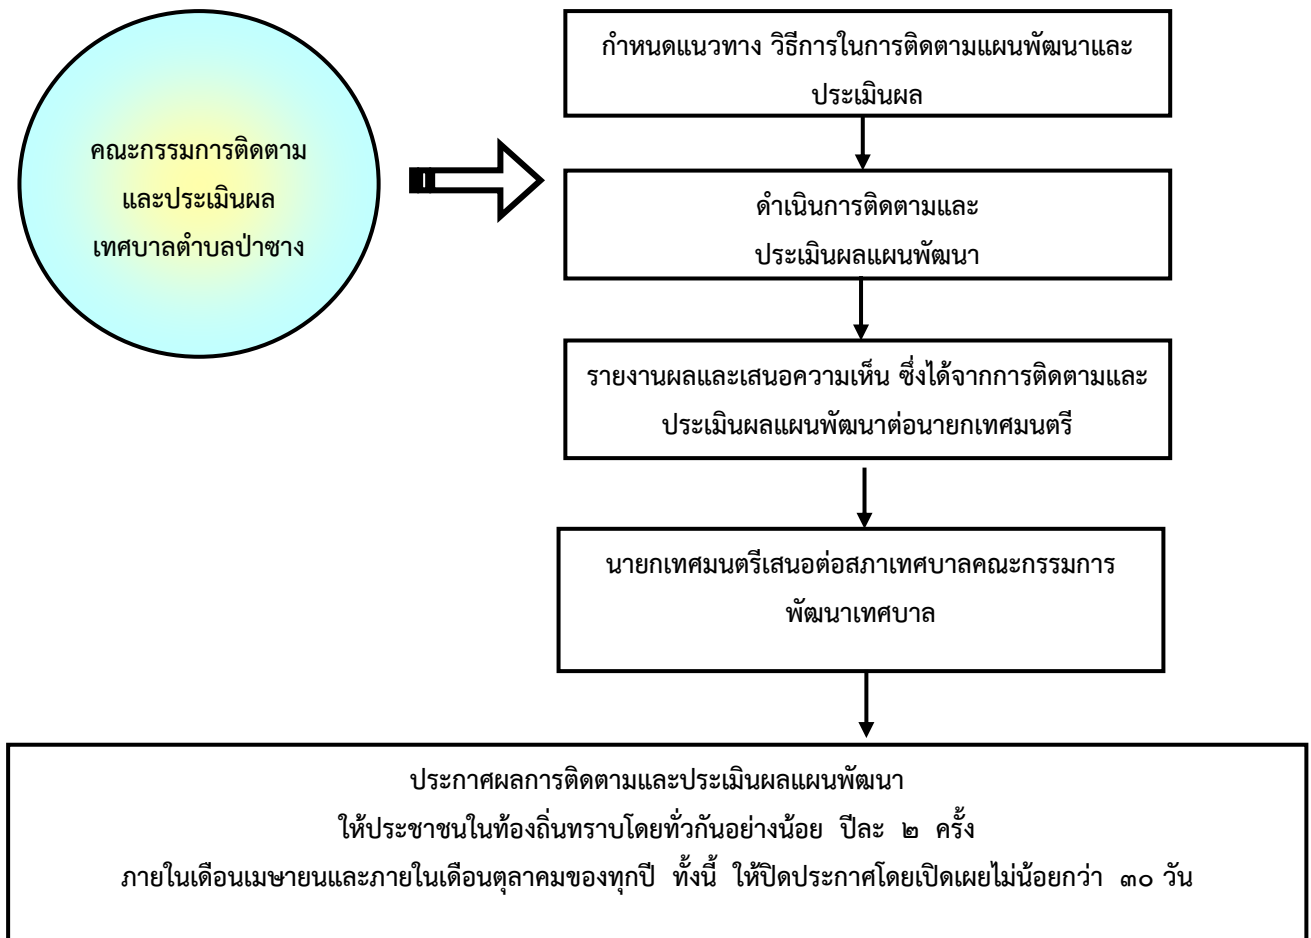 คณะกรรมการติดตาม
และประเมินผล
เทศบาลตำบลป่าซาง
กำหนดแนวทาง วิธีการในการติดตามแผนพัฒนาและ
ประเมินผล
ดำเนินการติดตามและ
ประเมินผลแผนพัฒนา
รายงานผลและเสนอความเห็น ซึ่งได้จากการติดตามและ
ประเมินผลแผนพัฒนาต่อนายกเทศมนตรี
นายกเทศมนตรีเสนอต่อสภาเทศบาลคณะกรรมการ
พัฒนาเทศบาล
ประกาศผลการติดตามและประเมินผลแผนพัฒนา
ให้ประชาชนในท้องถิ่นทราบโดยทั่วกันอย่างน้อย ปีละ ๒ ครั้ง
ภายในเดือนเมษายนและภายในเดือนตุลาคมของทุกปี ทั้งนี้ ให้ปิดประกาศโดยเปิดเผยไม่น้อยกว่า ๓๐ วัน